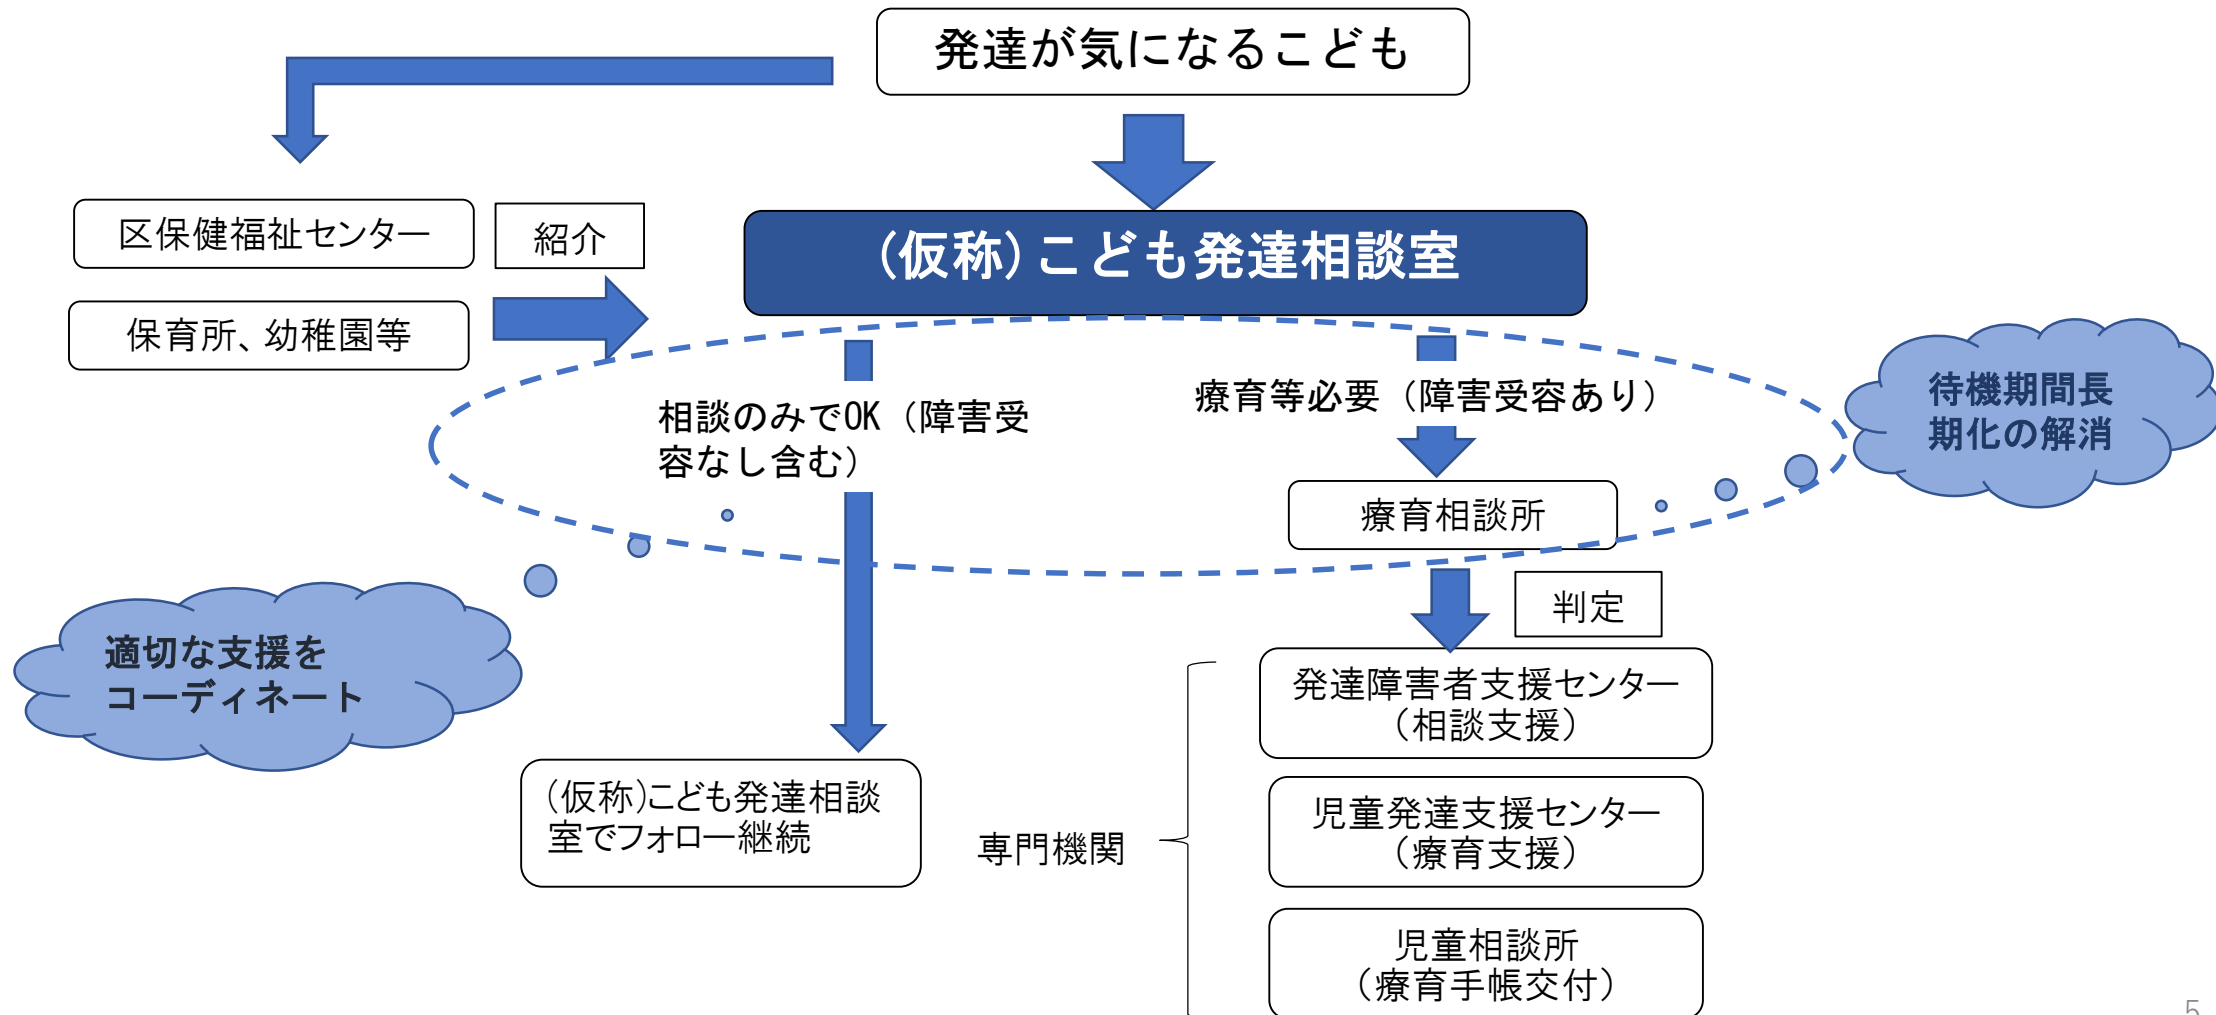 発達が気になるこども
区保健福祉センター
紹介
(仮称)こども発達相談室
保育所、幼稚園等
相談のみでOK（障害受
容なし含む）
療育等必要（障害受容あり）
待機期間長
期化の解消
療育相談所
判定
適切な支援を
コーディネート
発達障害者支援センター
（相談支援）
(仮称)こども発達相談
室でフォロー継続
専門機関
児童発達支援センター
（療育支援）
児童相談所
（療育手帳交付）
5